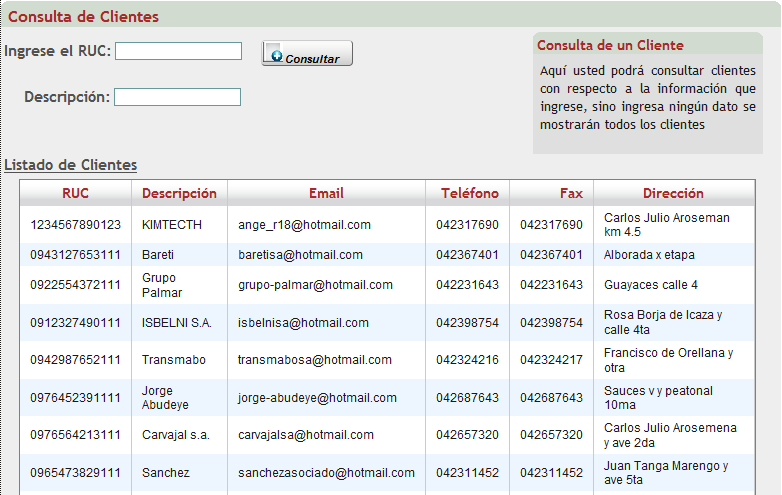 Consulta de Clientes
Ingrese el RUC:
Consultar
Descripción:
Consulta de un Cliente
Aquí usted podrá consultar clientes
con respecto a la información que
ingrese, sino ingresa ningún dato se
mostrarán todos los clientes
Listado de Clientes
RUC Descripción Email Teléfono Fax Dirección
1234567890123 KIMTECTH ange_r18@hotmail.com 042317690 042317690 Carlos Julio Aroseman
km 4.5
0943127653111 Bareti baretisa@hotmail.com 042367401 042367401 Alborada x etapa
0922554372111 Grupo
Palmar grupo-palmar@hotmail.com 042231643 042231643 Guayaces calle 4
0912327490111 ISBELNI S.A. isbelnisa@hotmail.com 042398754 042398754 Rosa Borja de Icaza y
calle 4ta
0942987652111 Transmabo transmabosa@hotmail.com 042324216 042324217 Francisco de Orellana y
otra
0976452391111 Jorge
Abudeye jorge-abudeye@hotmail.com 042687643 042687643 Sauces v y peatonal
10ma
0976564213111 Carvajal s.a. carvajalsa@hotmail.com 042657320 042657320 Carlos Julio Arosemena
y ave 2da
0965473829111 Sanchez sanchezasociado@hotmail.com 042311452 042311452 Juan Tanga Marengo y
ave 5ta